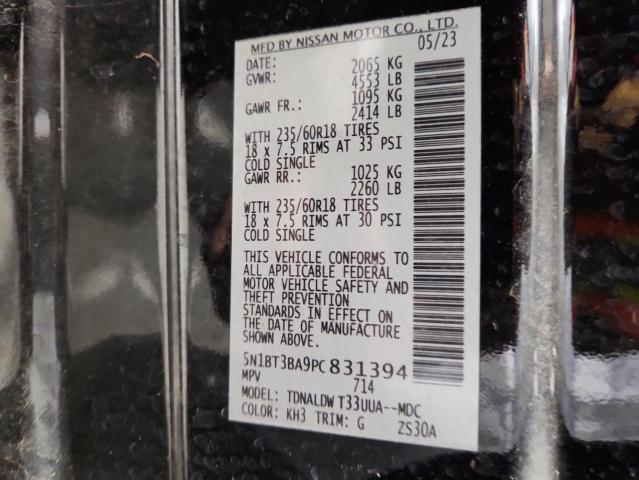 MFD BY NISSAN MOTOR CO., LTD.
DATE: 05/23
GVWR: 2065 KG
4553 LB
GAWR FR.: 1095 KG
2414 LB
WITH 235/60R18 TIRES
18 x 7.5 RIMS AT 33 PSI
COLD SINGLE
GAWR RR.: 1025 KG
2260 LB
WITH 235/60R18 TIRES
18 x 7.5 RIMS AT 30 PSI
COLD SINGLE
THIS VEHICLE CONFORMS TO
ALL APPLICABLE FEDERAL
MOTOR VEHICLE SAFETY AND
THEFT PREVENTION
STANDARDS IN EFFECT ON
THE DATE OF MANUFACTURE
SHOWN ABOVE.
5N1BT3BA9PC831394
MPV 714
MODEL: TDNALDW T33UUA--MDC
COLOR: KH3 TRIM: G ZS30A